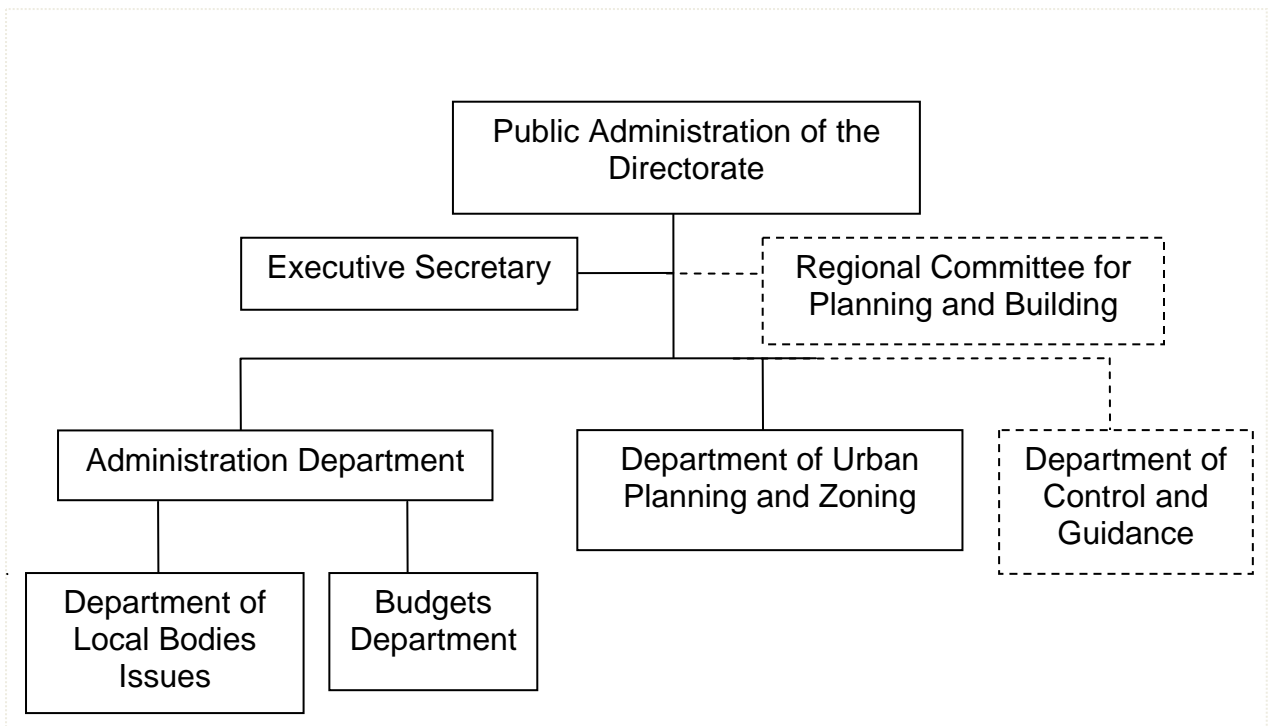 Public Administration of the
Directorate
Executive Secretary
Regional Committee for
Planning and Building
Administration Department
Department of Urban
Planning and Zoning
Department of
Control and
Guidance
Department of
Local Bodies
Issues
Budgets
Department